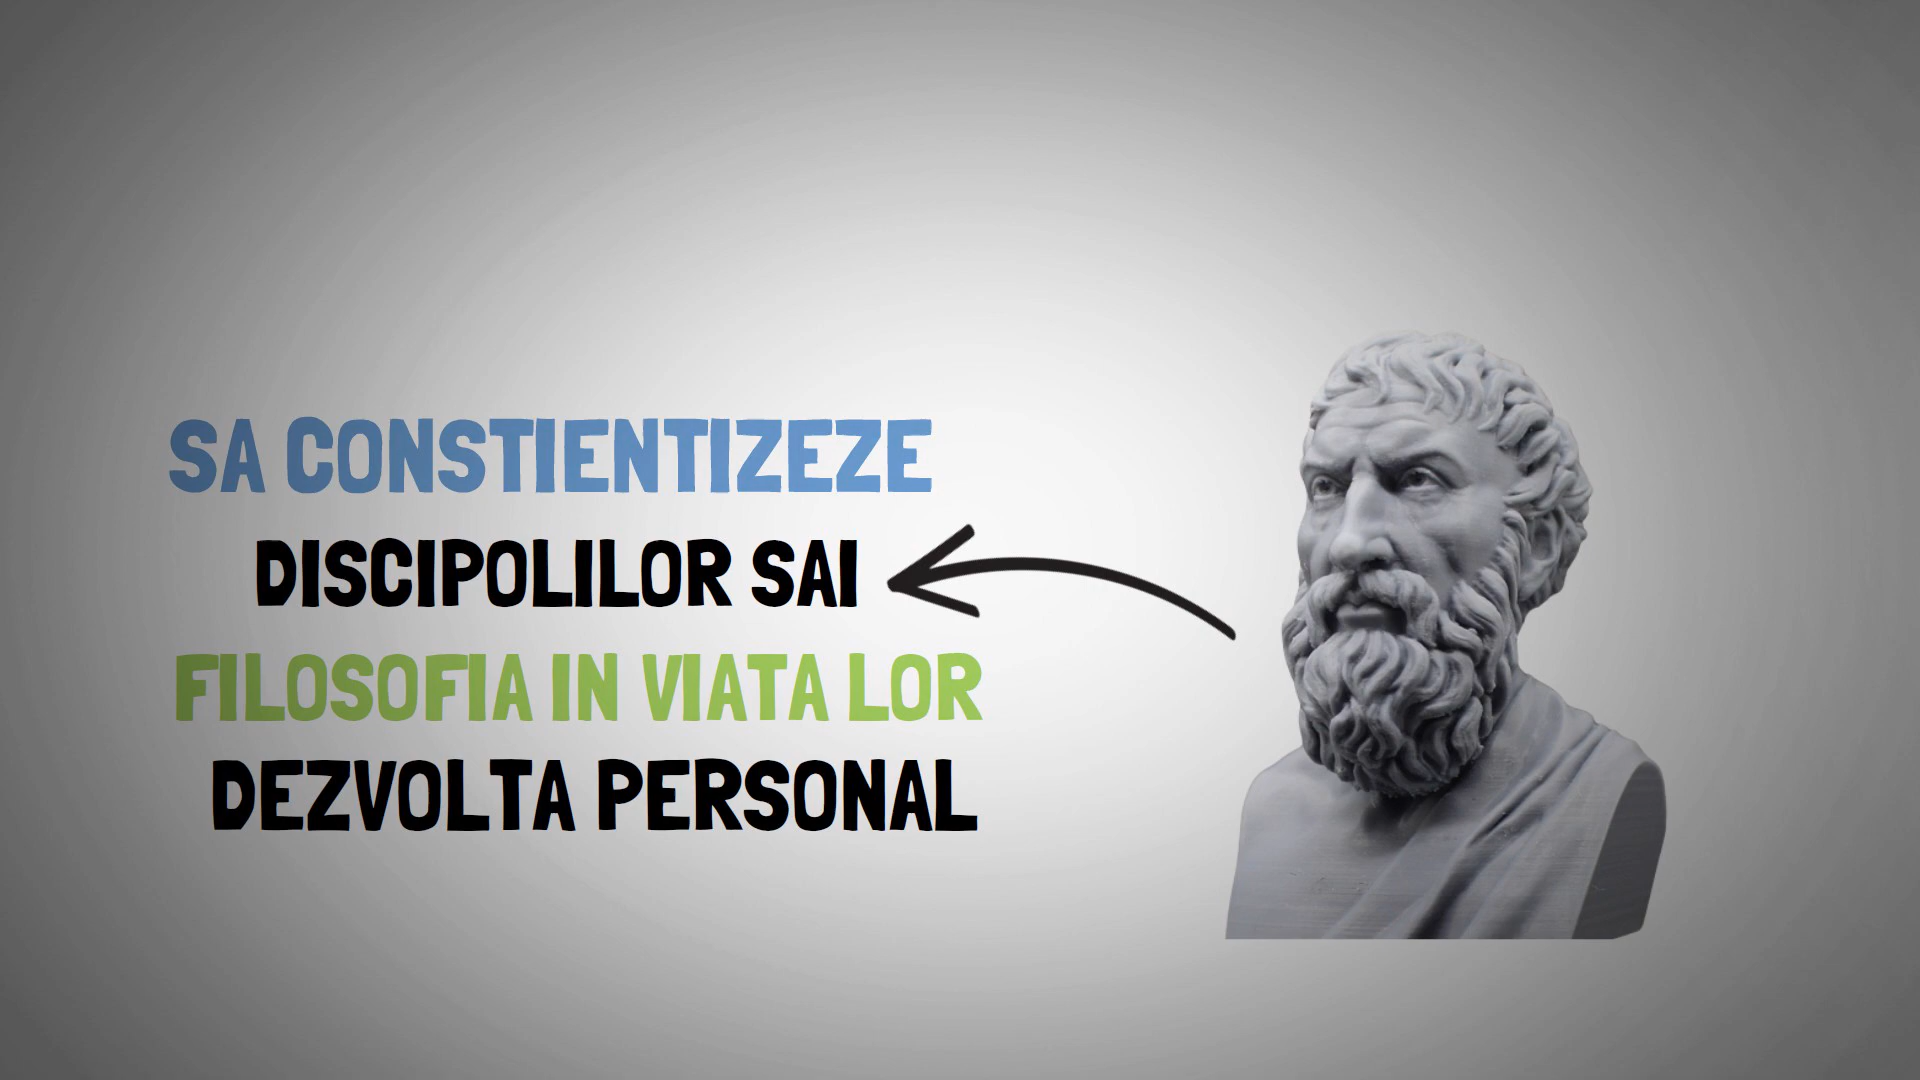 SA CONSTIENTIZEZE
DISCIPOLILOR SAI
FILOSOFIA IN VIATA LOR
DEZVOLTA PERSONAL